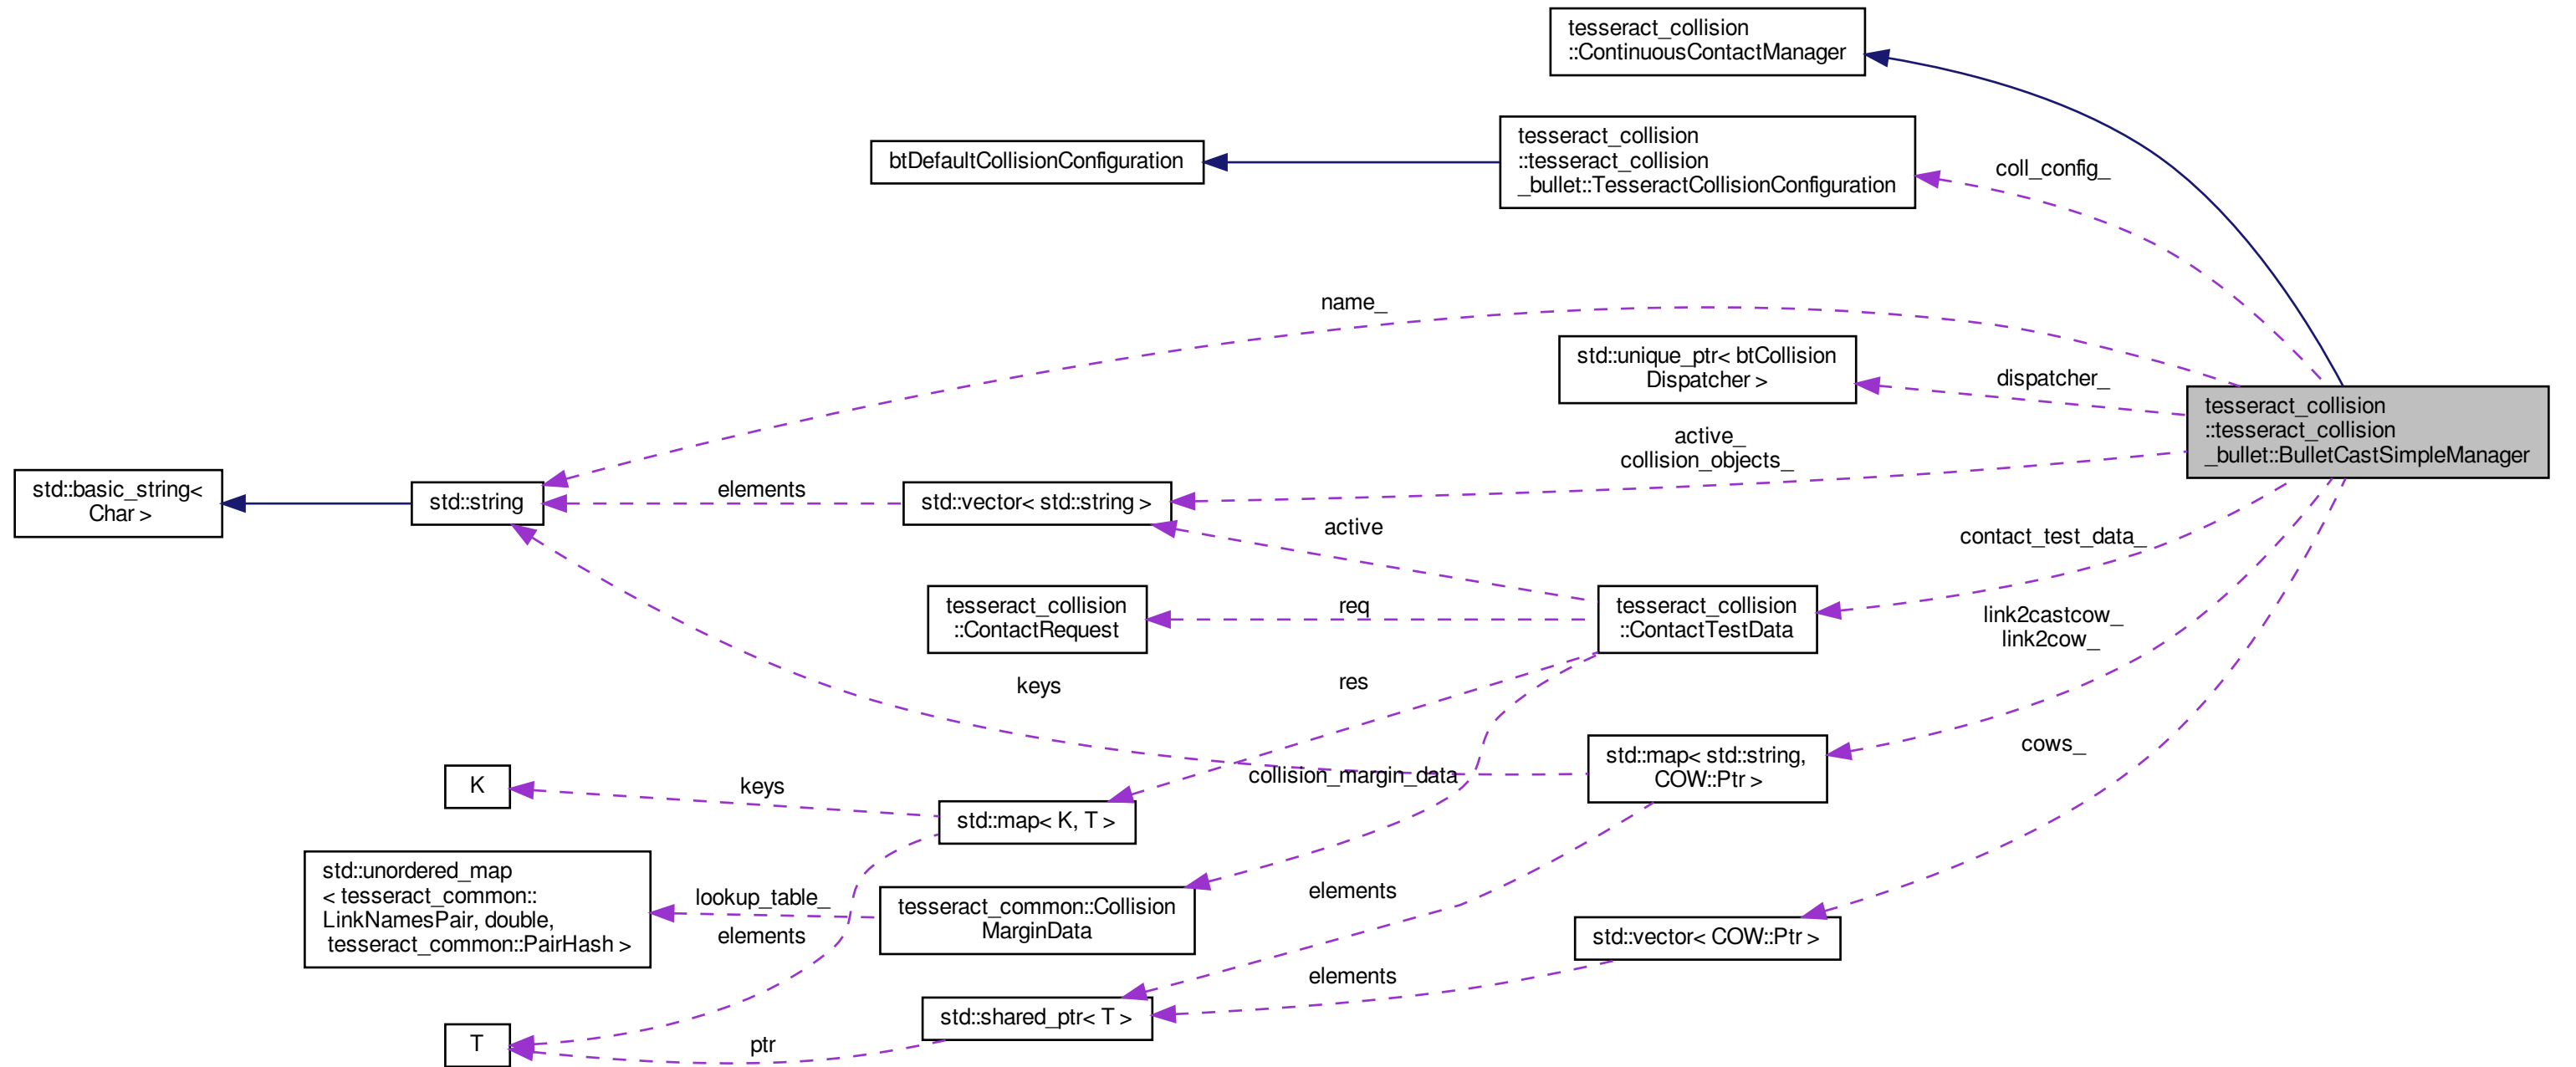 tesseract_collision
::ContinuousContactManager
tesseract_collision
::tesseract_collision
_bullet::TesseractCollisionConfiguration
btDefaultCollisionConfiguration
coll_config_
name_
std::unique_ptr< btCollision
Dispatcher >
dispatcher_
tesseract_collision
::tesseract_collision
_bullet::BulletCastSimpleManager
active_
collision_objects_
std::basic_string<
Char >
std::string
elements
std::vector< std::string >
active
contact_test_data_
tesseract_collision
::ContactRequest
req
tesseract_collision
::ContactTestData
link2castcow_
link2cow_
keys
res
cows_
std::map< std::string,
COW::Ptr >
collision_margin_data
K
keys
std::map< K, T >
std::unordered_map
< tesseract_common::
LinkNamesPair, double,
tesseract_common::PairHash >
lookup_table_
elements
tesseract_common::Collision
MarginData
elements
std::vector< COW::Ptr >
elements
std::shared_ptr< T >
T
ptr